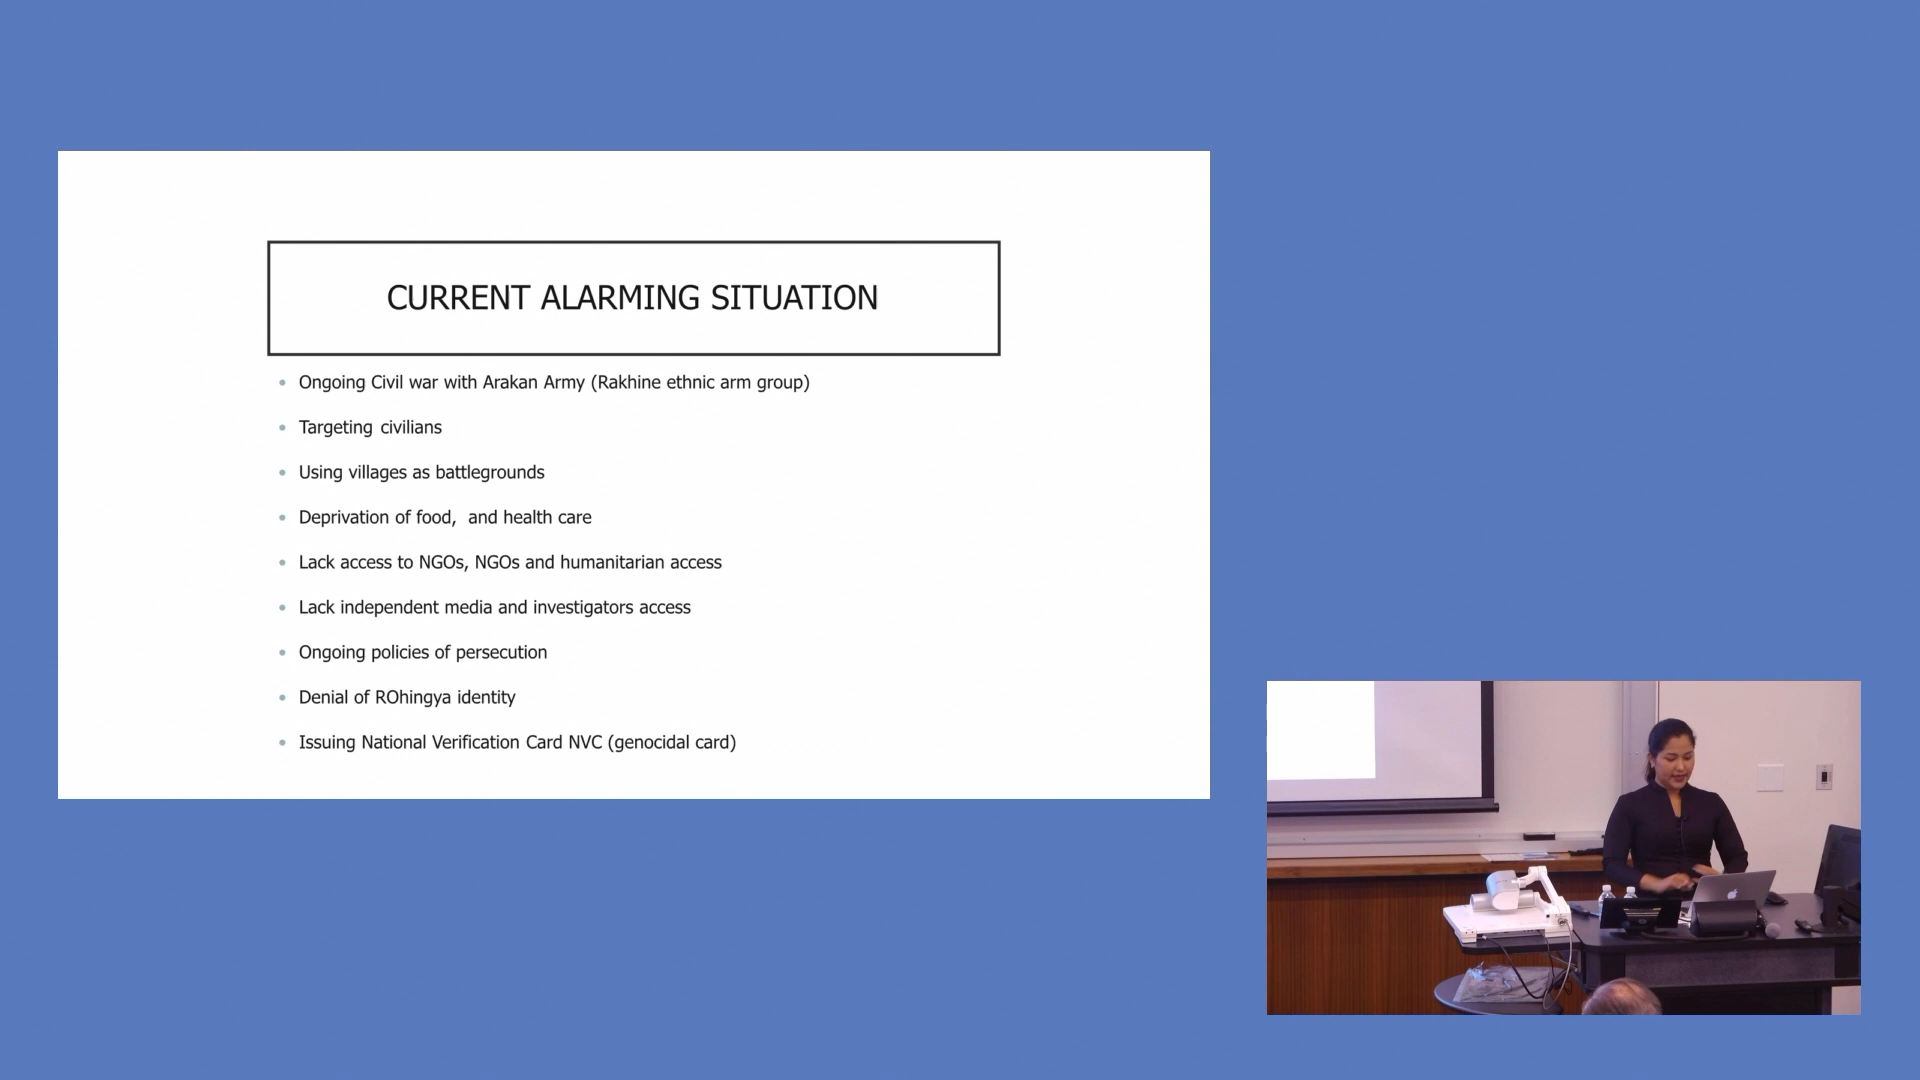 CURRENT ALARMING SITUATION
Ongoing Civil war with Arakan Army (Rakhine ethnic arm group)
Targeting civilians
Using villages as battlegrounds
Deprivation of food, and health care
Lack access to NGOs, NGOs and humanitarian access
Lack independent media and investigators access
Ongoing policies of persecution
Denial of ROhingya identity
Issuing National Verification Card NVC (genocidal card)